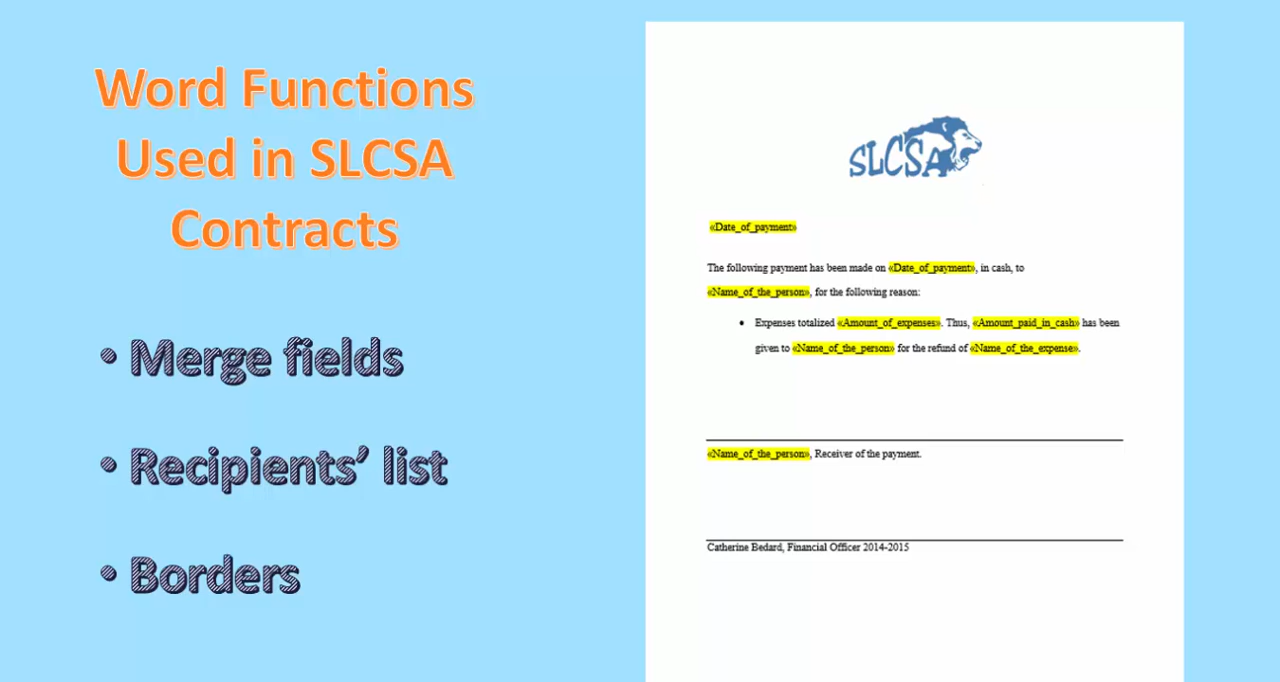 Word Functions
Used in SLCSA
Contracts
• Merge fields
• Recipients’ list
• Borders
SLCSA
«Date_of_payment»
The following payment has been made on «Date_of_payment», in cash, to
«Name_of_the_person», for the following reason:
• Expenses totalized «Amount_of_expenses». Thus, «Amount_paid_in_cash» has been
given to «Name_of_the_person» for the refund of «Name_of_the_expense».
«Name_of_the_person», Receiver of the payment.
Catherine Bedard, Financial Officer 2014-2015